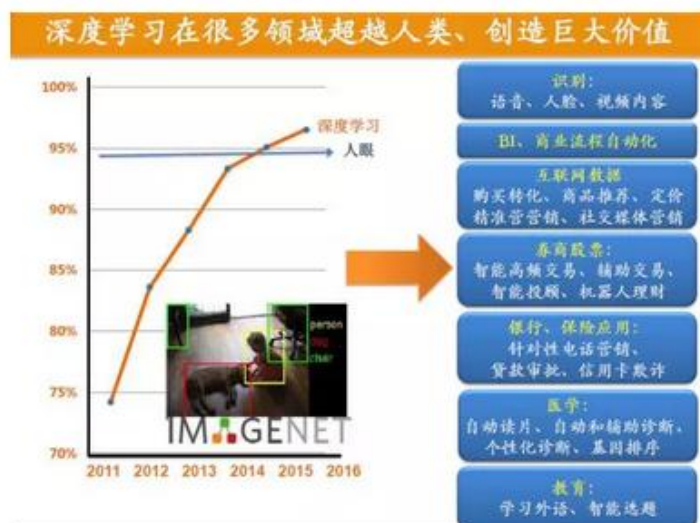 深度学习在很多领域超越人类、创造巨大价值
100%
95%
90%
85%
80%
75%
70%
深度学习
人眼
person
dog
chair
IMAGENET
2011 2012 2013 2014 2015 2016
识别:
语音、人脸、视频内容
BI、商业流程自动化
互联网数据
购买转化、商品推荐、定价
精准营营销、社交媒体营销
券商股票:
智能高频交易、辅助交易、
智能投顾、机器人理财
银行、保险应用:
针对性电话营销、
贷款审批、信用卡欺诈
医学:
自动读片、自动和辅助诊断、
个性化诊断、基因排序
教育:
学习外语、智能选题